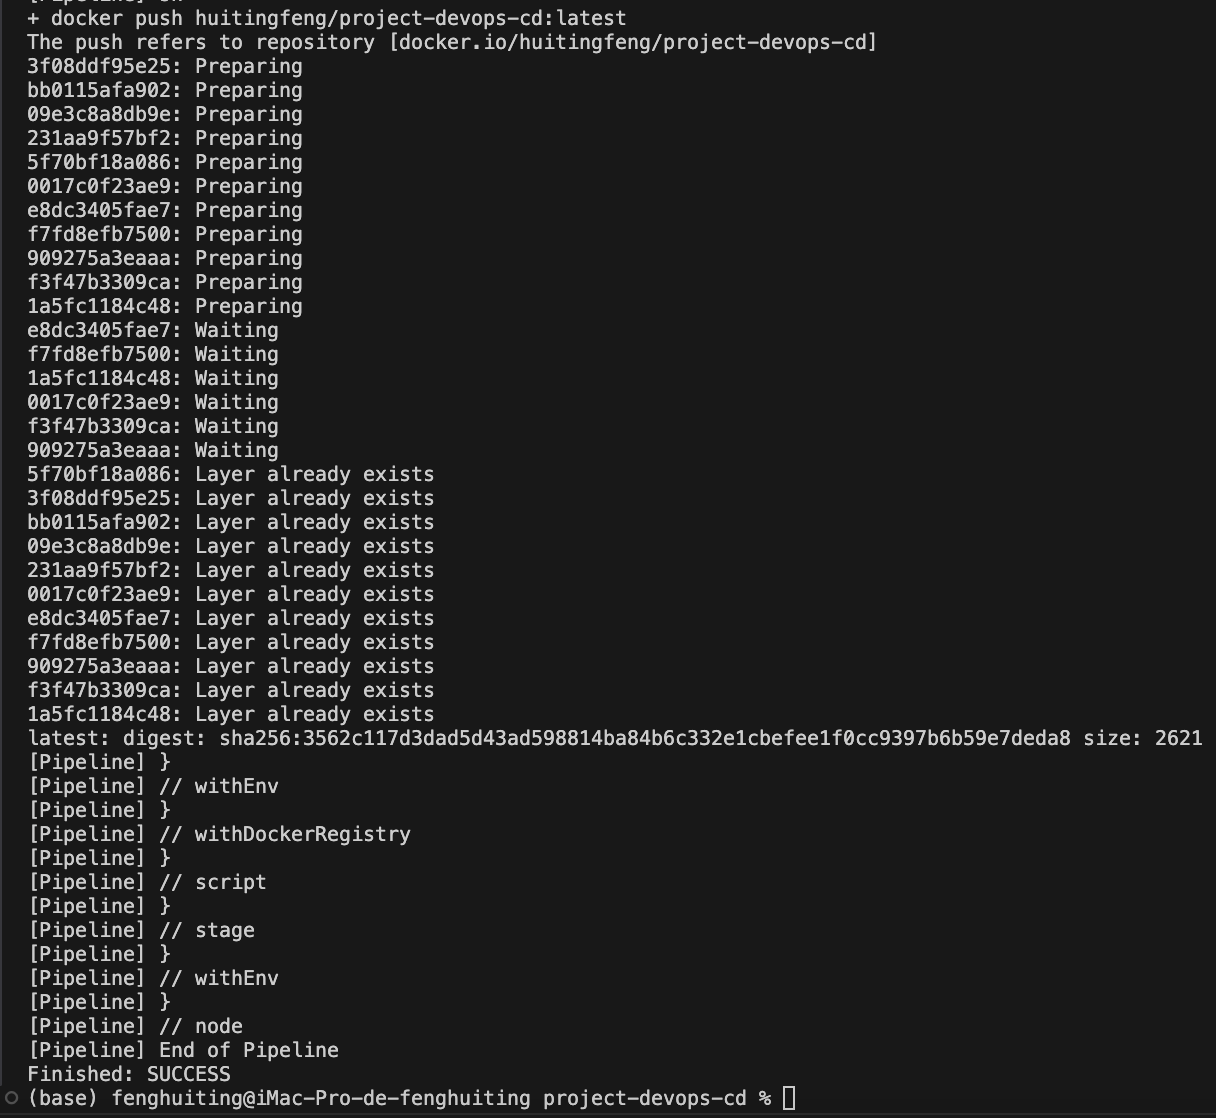 + docker push huitingfeng/project-devops-cd:latest
The push refers to repository [docker.io/huitingfeng/project-devops-cd]
3f08ddf95e25: Preparing
bb0115afa902: Preparing
09e3c8a8db9e: Preparing
231aa9f57bf2: Preparing
5f70bf18a086: Preparing
0017c0f23ae9: Preparing
e8dc3405fae7: Preparing
f7fd8efb7500: Preparing
909275a3eaaa: Preparing
f3f47b3309ca: Preparing
1a5fc1184c48: Preparing
e8dc3405fae7: Waiting
f7fd8efb7500: Waiting
1a5fc1184c48: Waiting
0017c0f23ae9: Waiting
f3f47b3309ca: Waiting
909275a3eaaa: Waiting
5f70bf18a086: Layer already exists
3f08ddf95e25: Layer already exists
bb0115afa902: Layer already exists
09e3c8a8db9e: Layer already exists
231aa9f57bf2: Layer already exists
0017c0f23ae9: Layer already exists
e8dc3405fae7: Layer already exists
f7fd8efb7500: Layer already exists
909275a3eaaa: Layer already exists
f3f47b3309ca: Layer already exists
1a5fc1184c48: Layer already exists
latest: digest: sha256:3562c117d3dad5d43ad598814ba84b6c332e1cbefee1f0cc9397b6b59e7deda8 size: 2621
[Pipeline] }
[Pipeline] // withEnv
[Pipeline] }
[Pipeline] // withDockerRegistry
[Pipeline] }
[Pipeline] // script
[Pipeline] }
[Pipeline] // stage
[Pipeline] }
[Pipeline] // withEnv
[Pipeline] }
[Pipeline] // node
[Pipeline] End of Pipeline
Finished: SUCCESS
(base) fenghuiting@iMac-Pro-de-fenghuiting project-devops-cd %